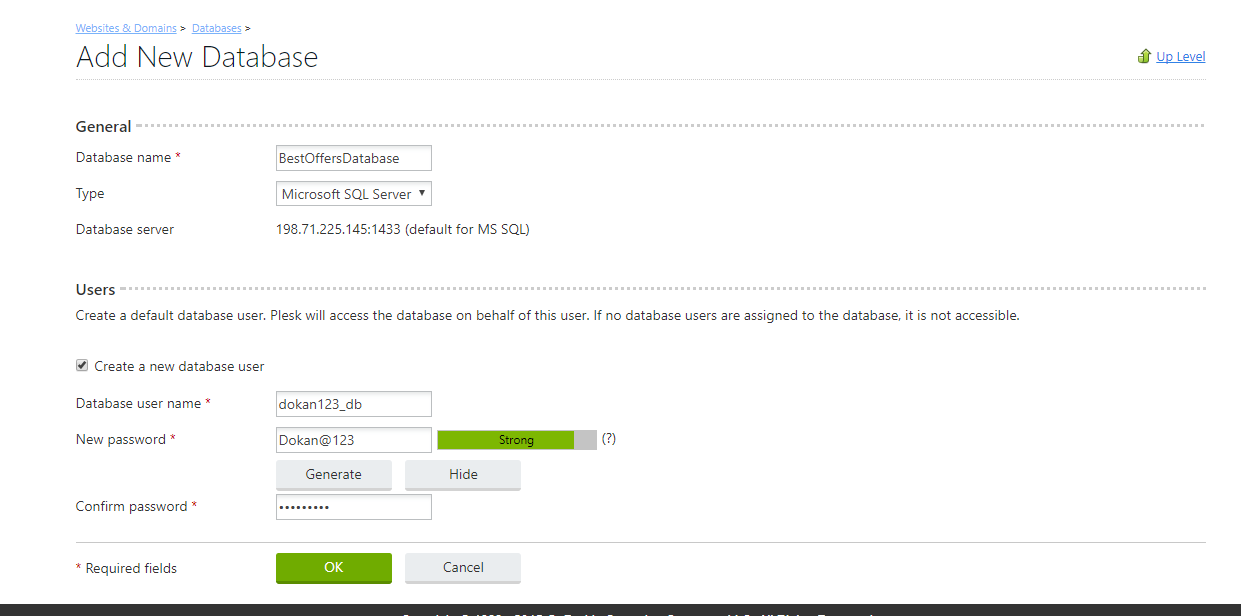 Websites & Domains > Databases >
Add New Database
Up Level
General
Database name *
BestOffersDatabase
Type
Microsoft SQL Server
Database server
198.71.225.145:1433 (default for MS SQL)
Users
Create a default database user. Plesk will access the database on behalf of this user. If no database users are assigned to the database, it is not accessible.
Create a new database user
Database user name *
dokan123_db
New password *
Dokan@123
Strong
(?)
Generate
Hide
Confirm password *
•••••••••
* Required fields
OK
Cancel